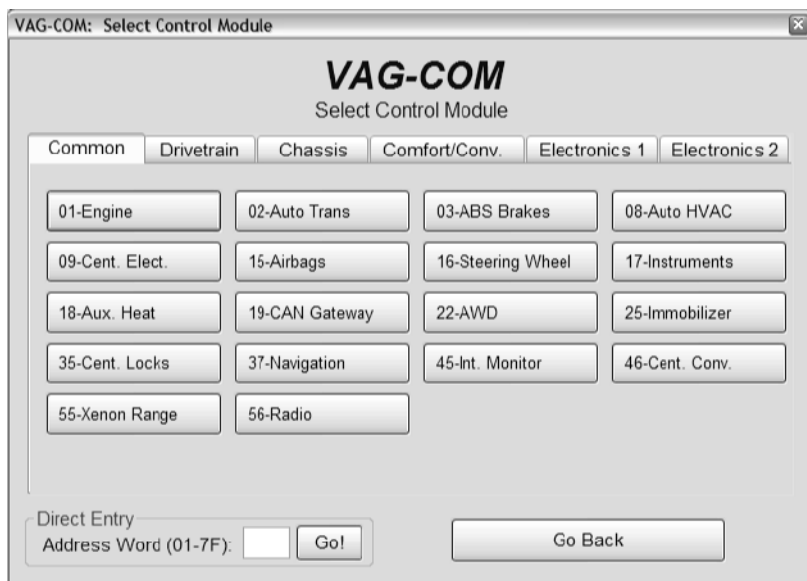 VAG-COM: Select Control Module
VAG-COM
Select Control Module
Common Drivetrain Chassis Comfort/Conv. Electronics 1 Electronics 2
01-Engine 02-Auto Trans 03-ABS Brakes 08-Auto HVAC
09-Cent. Elect. 15-Airbags 16-Steering Wheel 17-Instruments
18-Aux. Heat 19-CAN Gateway 22-AWD 25-Immobilizer
35-Cent. Locks 37-Navigation 45-Int. Monitor 46-Cent. Conv.
55-Xenon Range 56-Radio
Direct Entry
Address Word (01-7F): Go! Go Back